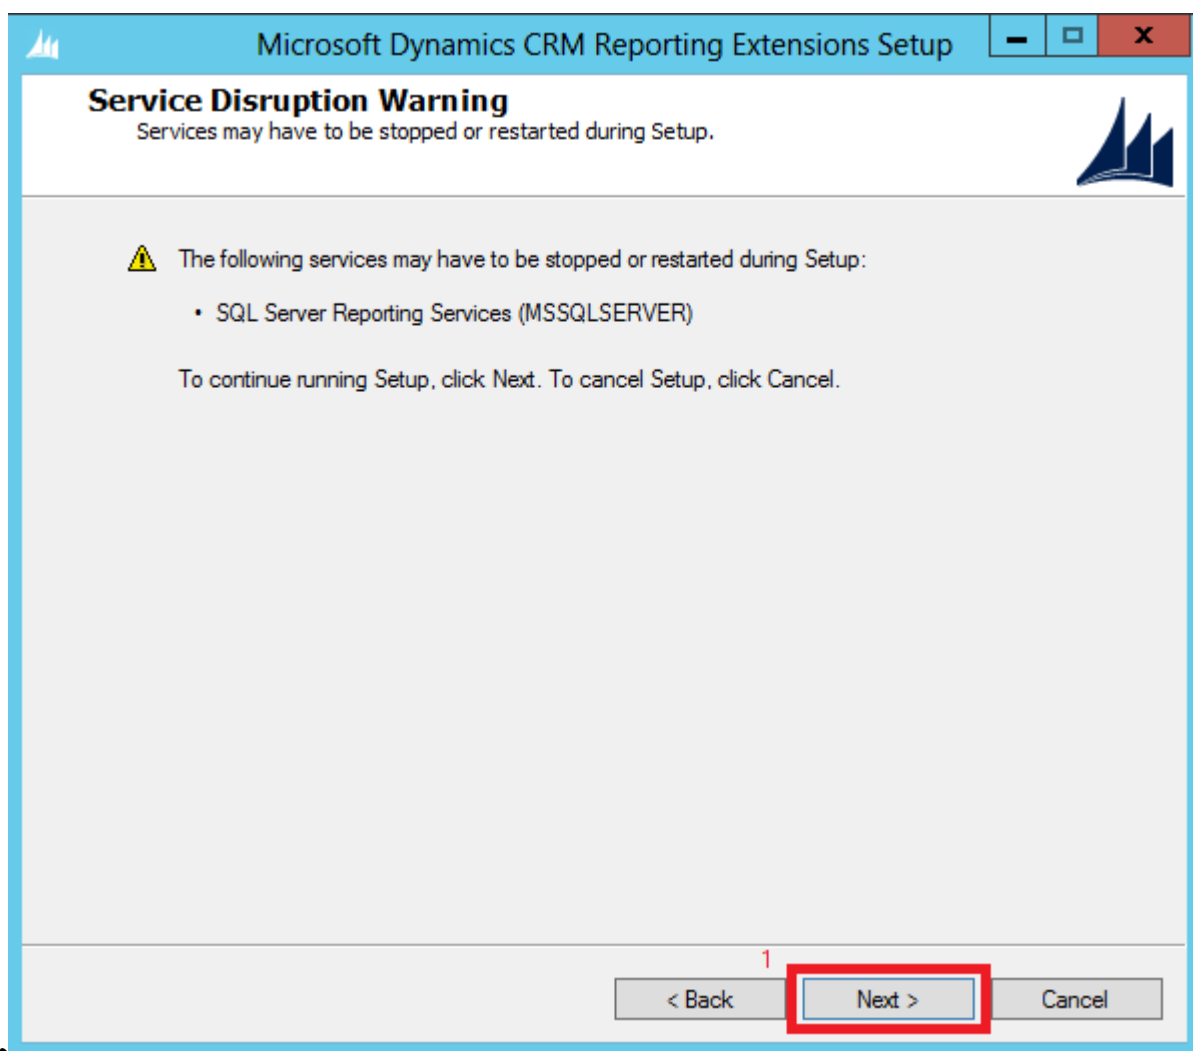 Microsoft Dynamics CRM Reporting Extensions Setup
Service Disruption Warning
Services may have to be stopped or restarted during Setup.
The following services may have to be stopped or restarted during Setup:
• SQL Server Reporting Services (MSSQLSERVER)
To continue running Setup, click Next. To cancel Setup, click Cancel.
1
< Back Next > Cancel